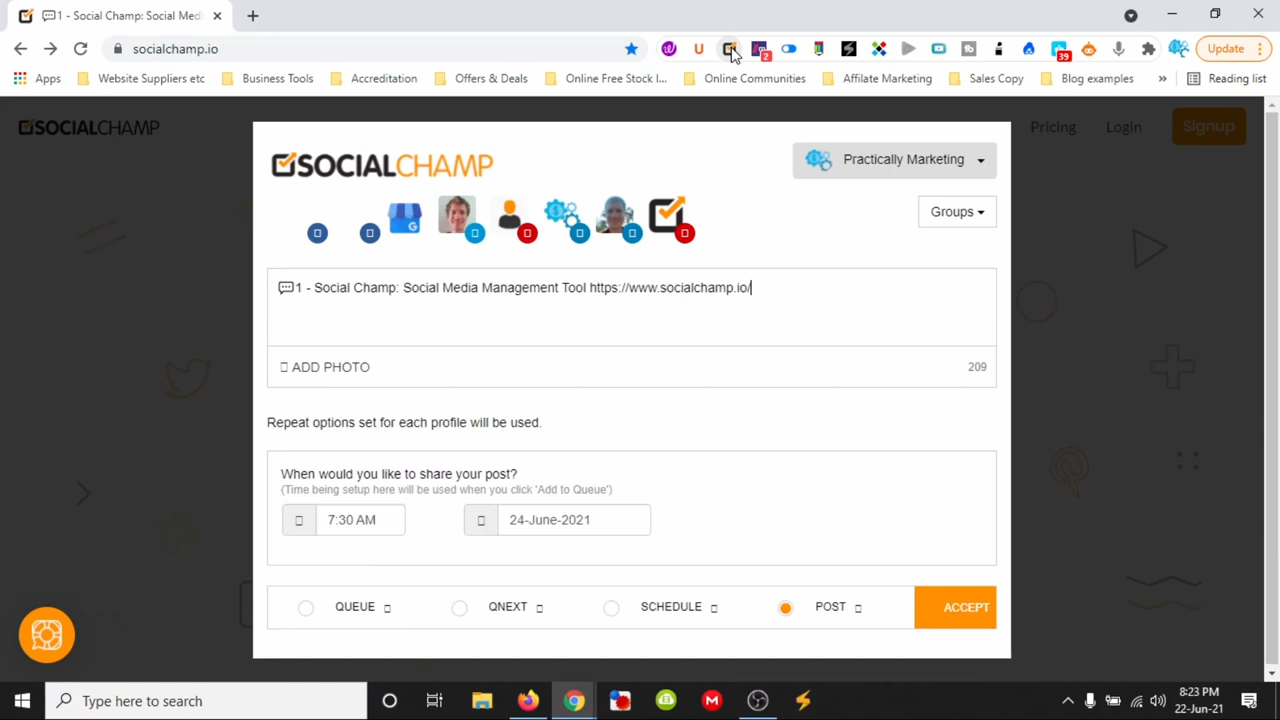 💬1 - Social Champ: Social Med
socialchamp.io
2
39
Update
Apps
Website Suppliers etc
Business Tools
Accreditation
Offers & Deals
Online Free Stock I...
Online Communities
Affilate Marketing
Sales Copy
Blog examples
»
Reading list
SOCIALCHAMP
Pricing
Login
Signup
SOCIALCHAMP
Practically Marketing
Groups
💬1 - Social Champ: Social Media Management Tool https://www.socialchamp.io/
ADD PHOTO
209
Repeat options set for each profile will be used.
When would you like to share your post?
(Time being setup here will be used when you click 'Add to Queue')
7:30 AM
24-June-2021
QUEUE
QNEXT
SCHEDULE
POST
ACCEPT
Type here to search
8:23 PM
22-Jun-21